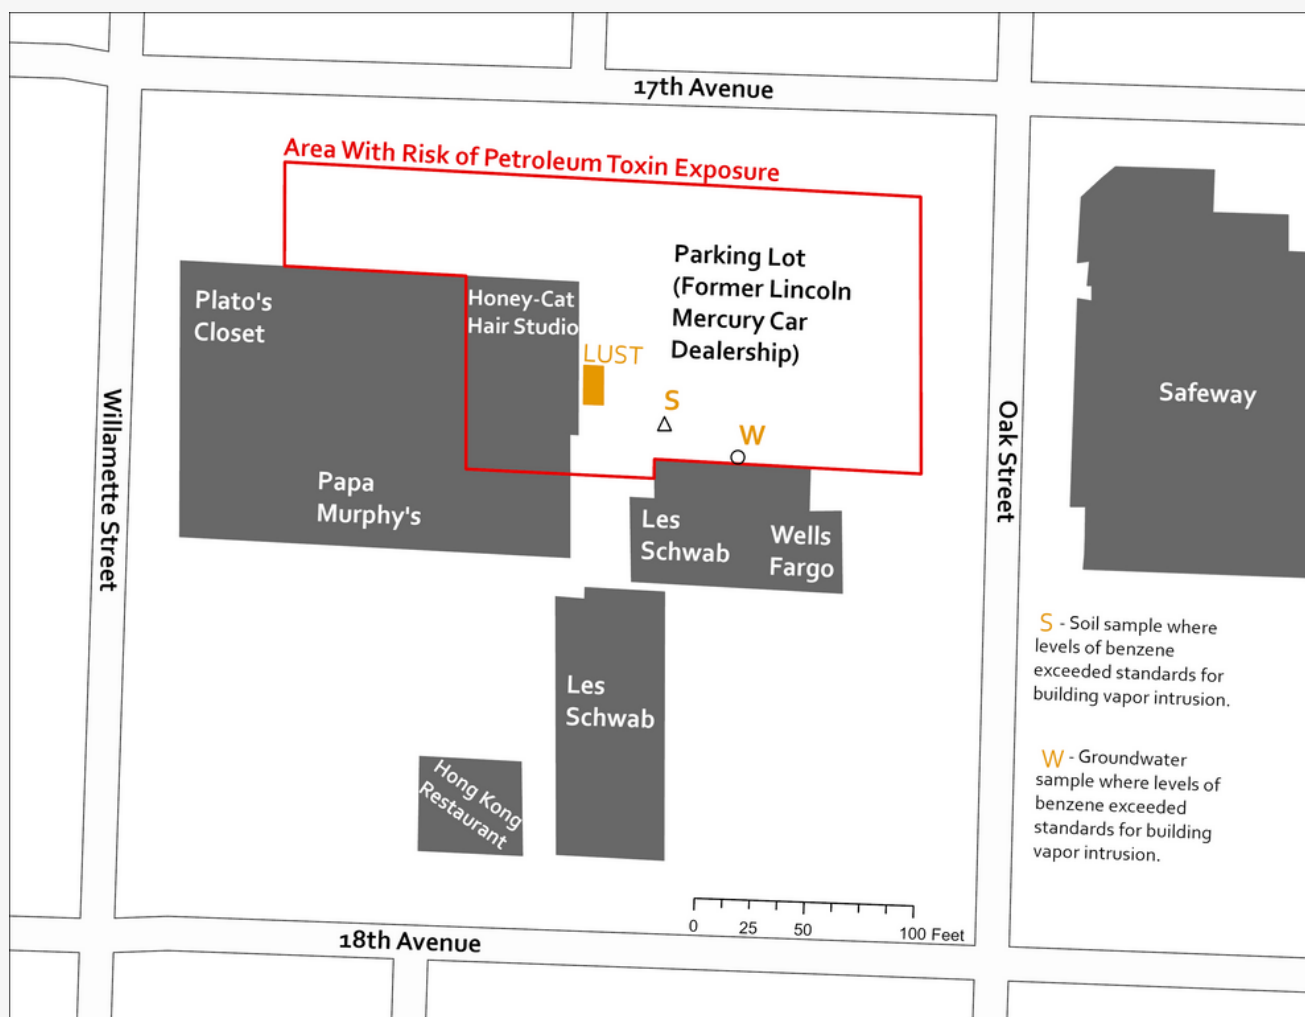 17th Avenue
Area With Risk of Petroleum Toxin Exposure
Parking Lot
(Former Lincoln
Mercury Car
Dealership)
Plato's
Closet
Honey-Cat
Hair Studio
LUST
S
W
Safeway
Willamette Street
Oak Street
Papa
Murphy's
Les
Schwab
Wells
Fargo
Les
Schwab
Hong Kong
Restaurant
S - Soil sample where
levels of benzene
exceeded standards for
building vapor intrusion.
W - Groundwater
sample where levels of
benzene exceeded
standards for building
vapor intrusion.
0 25 50 100 Feet
18th Avenue